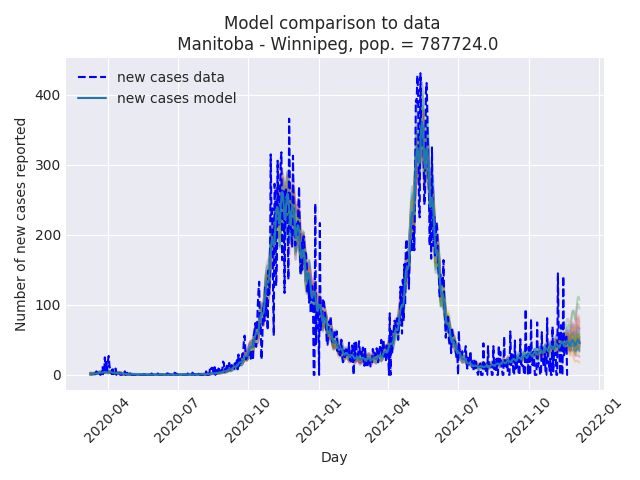 Model comparison to data
Manitoba - Winnipeg, pop. = 787724.0
new cases data
new cases model
Number of new cases reported
400
300
200
100
0
2020-04
2020-07
2020-10
2021-01
2021-04
2021-07
2021-10
2022-01
Day